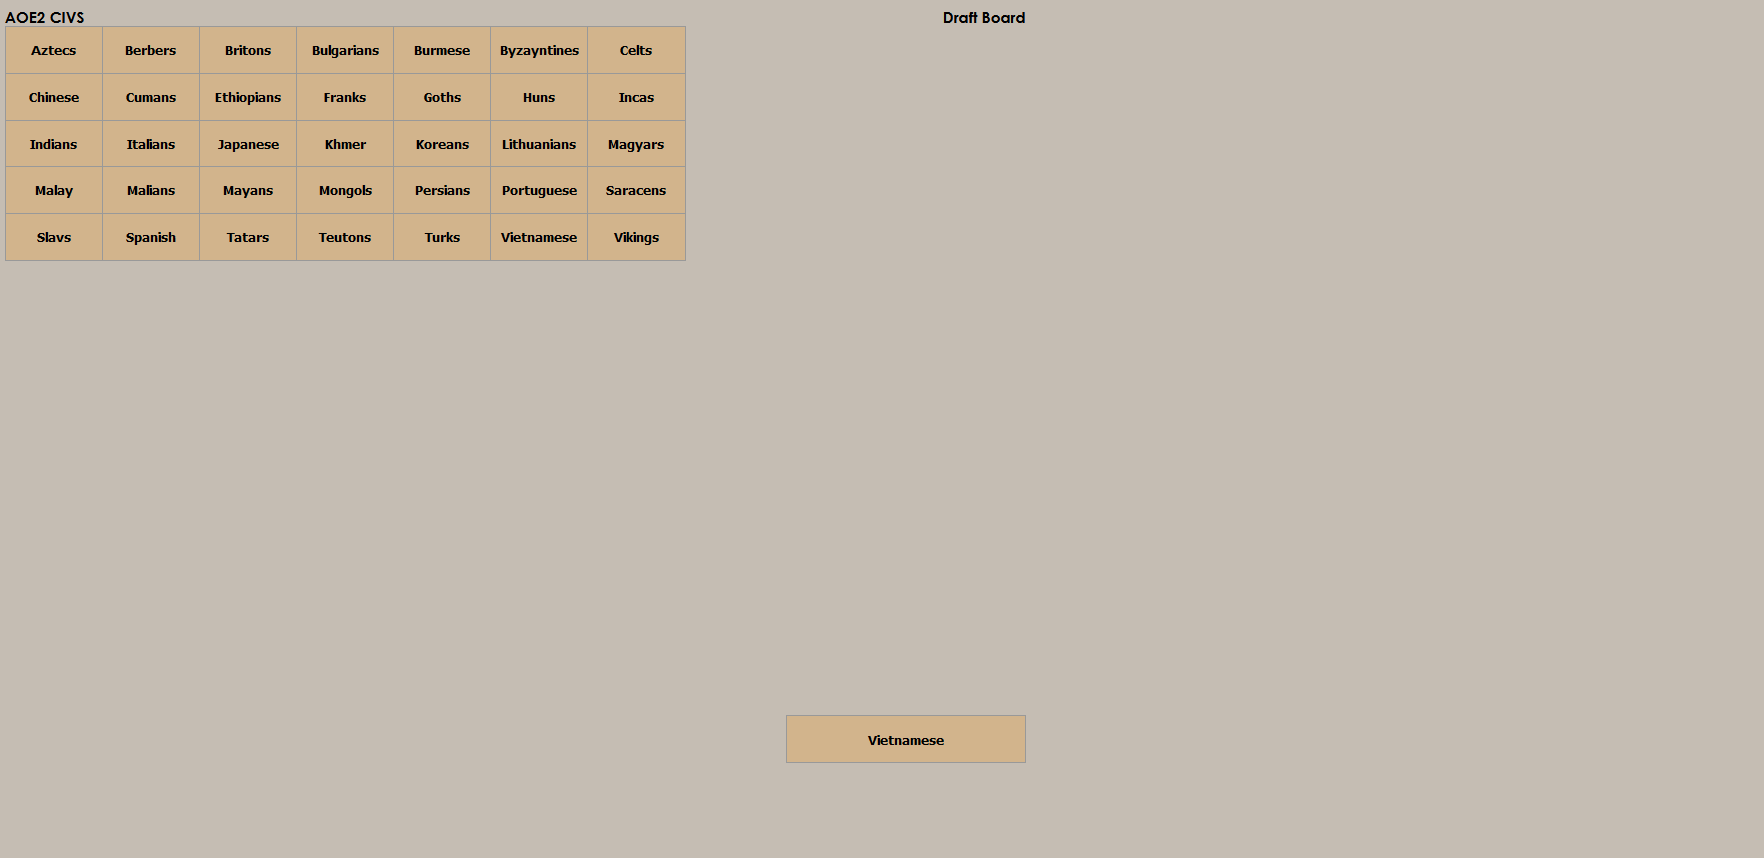 AOE2 CIVS
Draft Board
Aztecs Berbers Britons Bulgarians Burmese Byzayntines Celts
Chinese Cumans Ethiopians Franks Goths Huns Incas
Indians Italians Japanese Khmer Koreans Lithuanians Magyars
Malay Malians Mayans Mongols Persians Portuguese Saracens
Slavs Spanish Tatars Teutons Turks Vietnamese Vikings
Vietnamese